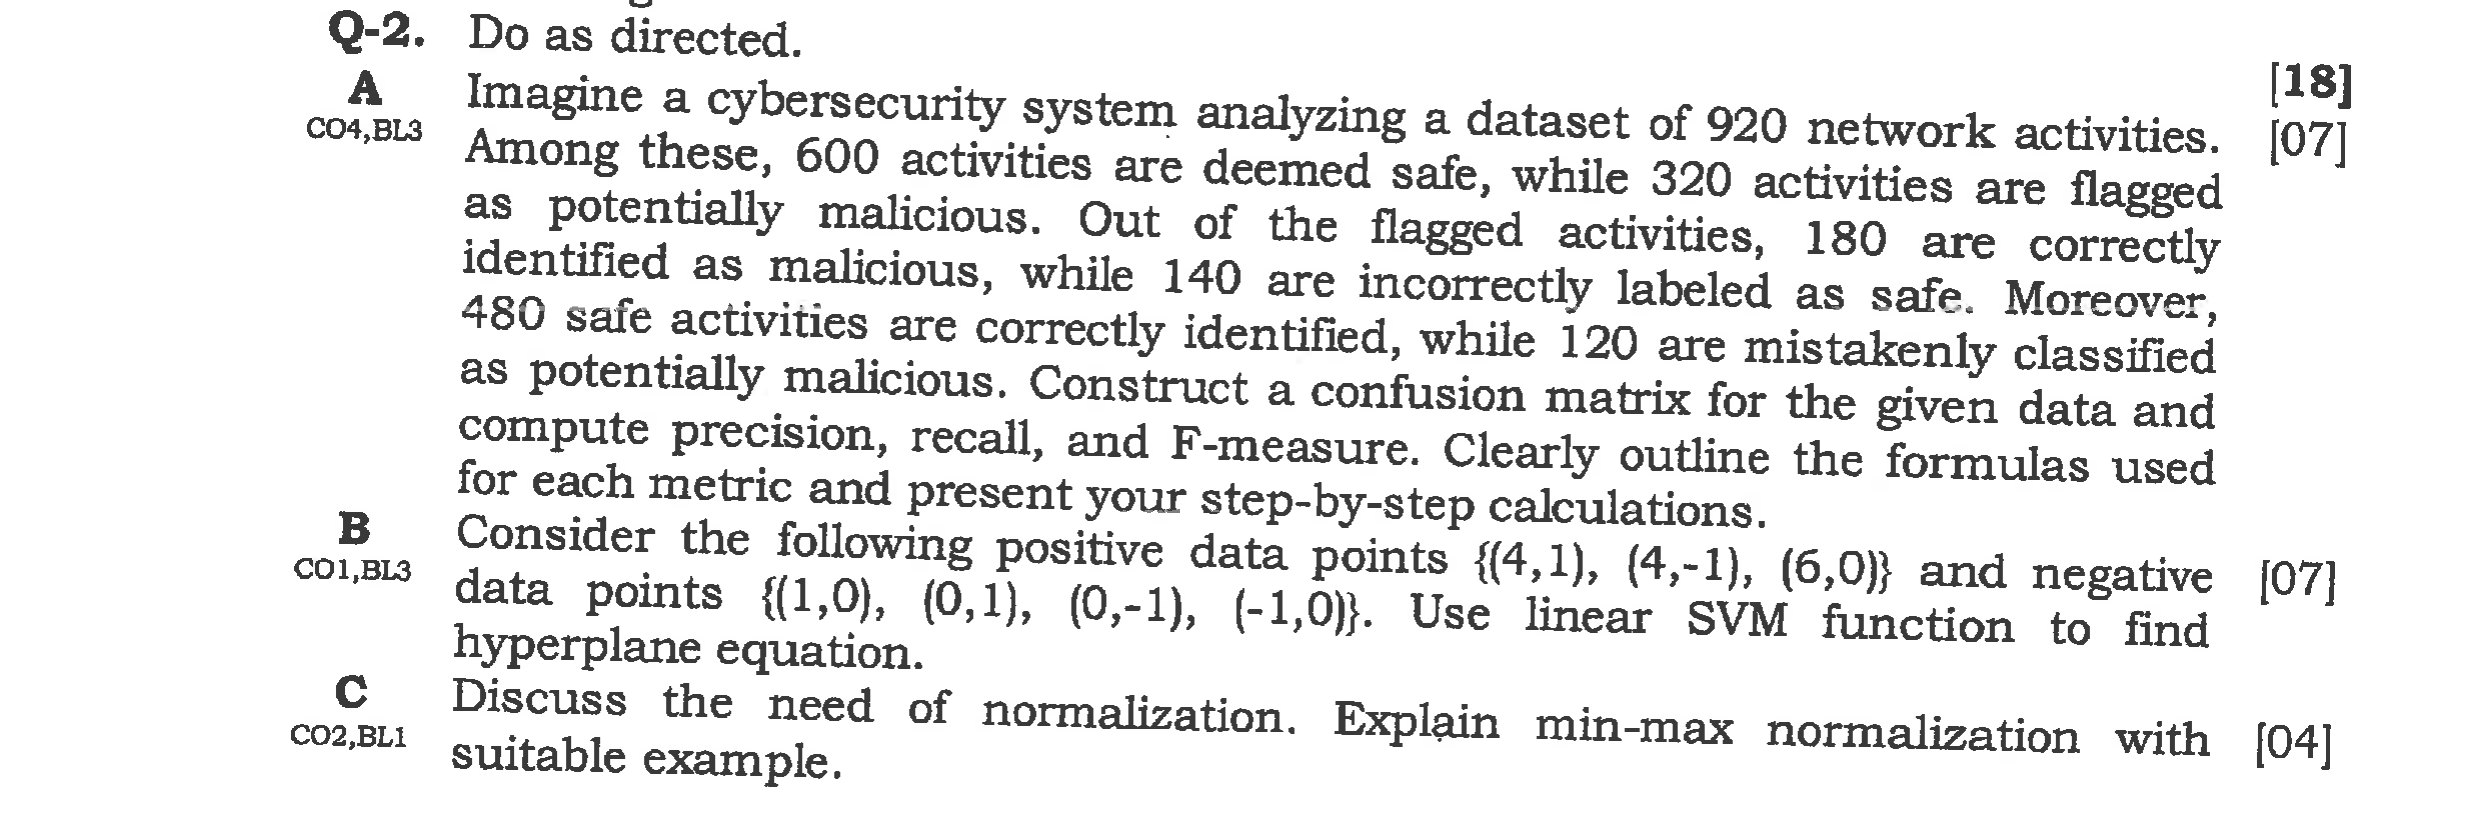 Q-2. Do as directed. [18]
A Imagine a cybersecurity system analyzing a dataset of 920 network activities. [07]
CO4,BL3 Among these, 600 activities are deemed safe, while 320 activities are flagged
as potentially malicious. Out of the flagged activities, 180 are correctly
identified as malicious, while 140 are incorrectly labeled as safe. Moreover,
480 safe activities are correctly identified, while 120 are mistakenly classified
as potentially malicious. Construct a confusion matrix for the given data and
compute precision, recall, and F-measure. Clearly outline the formulas used
for each metric and present your step-by-step calculations.
B Consider the following positive data points {(4,1), (4,-1), (6,0)} and negative [07]
CO1,BL3 data points {(1,0), (0,1), (0,-1), (-1,0)}. Use linear SVM function to find
hyperplane equation.
C Discuss the need of normalization. Explain min-max normalization with [04]
CO2,BL1 suitable example.